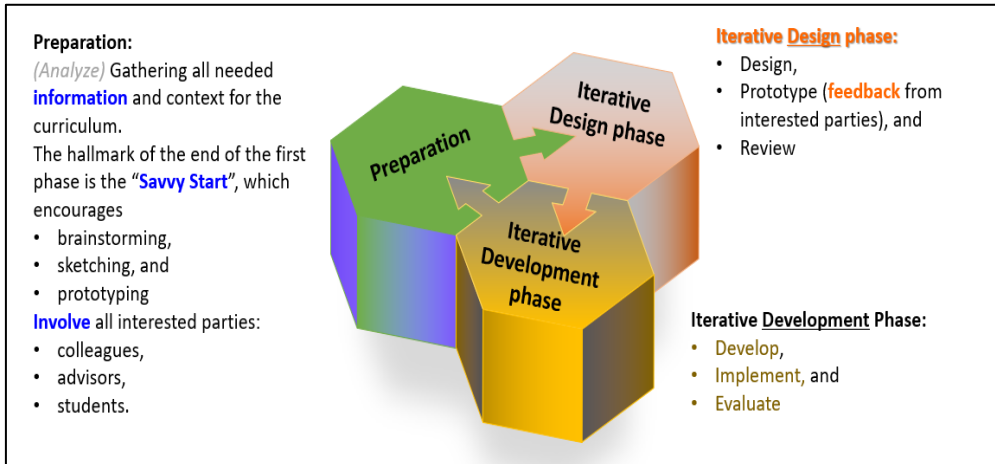 Preparation:
(Analyze) Gathering all needed
information and context for the
curriculum.
The hallmark of the end of the first
phase is the “Savvy Start”, which
encourages
• brainstorming,
• sketching, and
• prototyping
Involve all interested parties:
• colleagues,
• advisors,
• students.
Preparation
Iterative
Design phase
Iterative
Development
phase
Iterative Design phase:
• Design,
• Prototype (feedback from
interested parties), and
• Review
Iterative Development Phase:
• Develop,
• Implement, and
• Evaluate